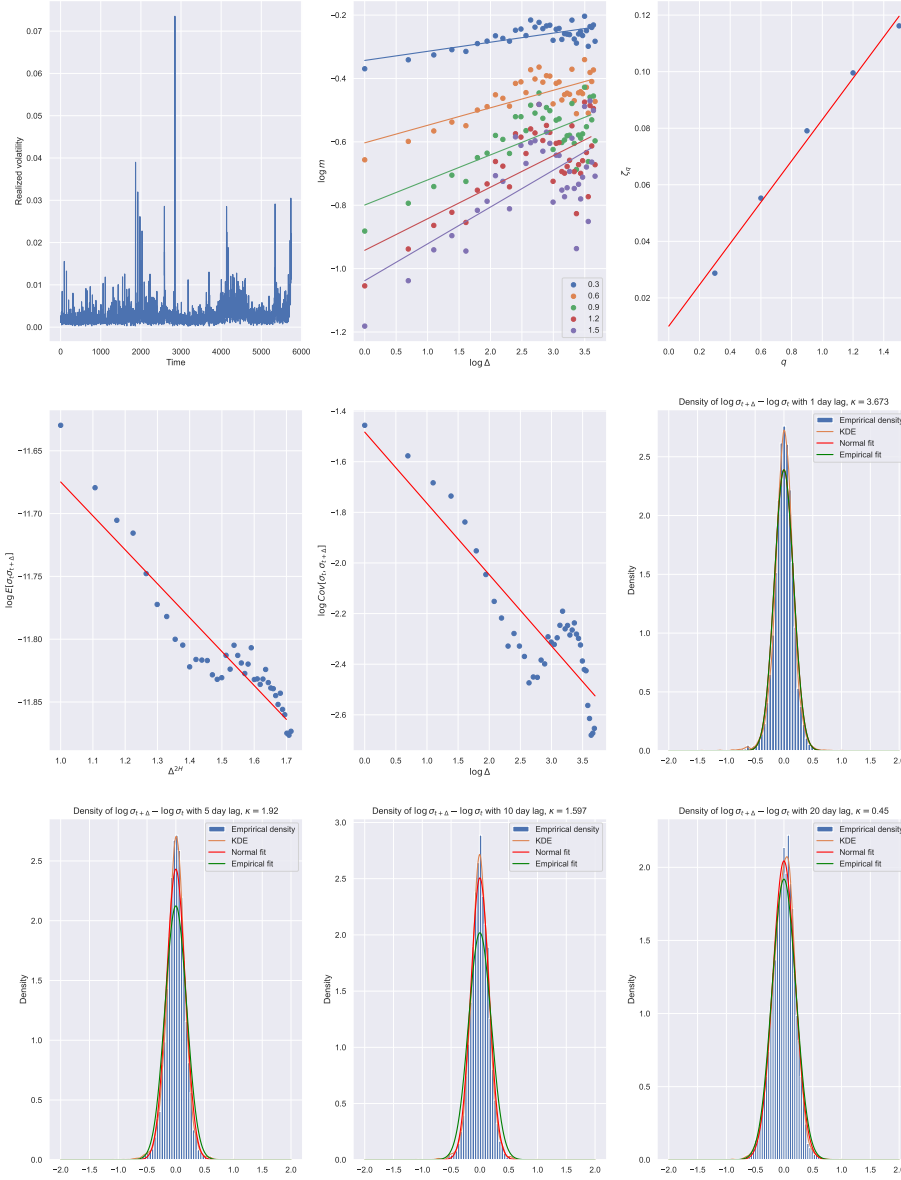 0.07
0.06
0.05
0.04
0.03
0.02
0.01
0.00
Realized volatility
0 1000 2000 3000 4000 5000 6000
Time
−0.2
−0.4
−0.6
−0.8
−1.0
−1.2
log m
0.3
0.6
0.9
1.2
1.5
0.0 0.5 1.0 1.5 2.0 2.5 3.0 3.5
log Δ
0.12
0.10
0.08
0.06
0.04
0.02
ζq
0.0 0.2 0.4 0.6 0.8 1.0 1.2 1.4
q
−11.65
−11.70
−11.75
−11.80
−11.85
log E[σtσt+Δ]
1.0 1.1 1.2 1.3 1.4 1.5 1.6 1.7
Δ2H
−1.4
−1.6
−1.8
−2.0
−2.2
−2.4
−2.6
log Cov[σt, σt+Δ]
0.0 0.5 1.0 1.5 2.0 2.5 3.0 3.5
log Δ
Density of log σt+Δ − log σt with 1 day lag, κ = 3.673
Emprirical density
KDE
Normal fit
Empirical fit
2.5
2.0
1.5
1.0
0.5
0.0
Density
−2.0 −1.5 −1.0 −0.5 0.0 0.5 1.0 1.5 2.0
Density of log σt+Δ − log σt with 5 day lag, κ = 1.92
Emprirical density
KDE
Normal fit
Empirical fit
2.5
2.0
1.5
1.0
0.5
0.0
Density
−2.0 −1.5 −1.0 −0.5 0.0 0.5 1.0 1.5 2.0
Density of log σt+Δ − log σt with 10 day lag, κ = 1.597
Emprirical density
KDE
Normal fit
Empirical fit
3.0
2.5
2.0
1.5
1.0
0.5
0.0
Density
−2.0 −1.5 −1.0 −0.5 0.0 0.5 1.0 1.5 2.0
Density of log σt+Δ − log σt with 20 day lag, κ = 0.45
Emprirical density
KDE
Normal fit
Empirical fit
2.0
1.5
1.0
0.5
0.0
Density
−2.0 −1.5 −1.0 −0.5 0.0 0.5 1.0 1.5 2.0